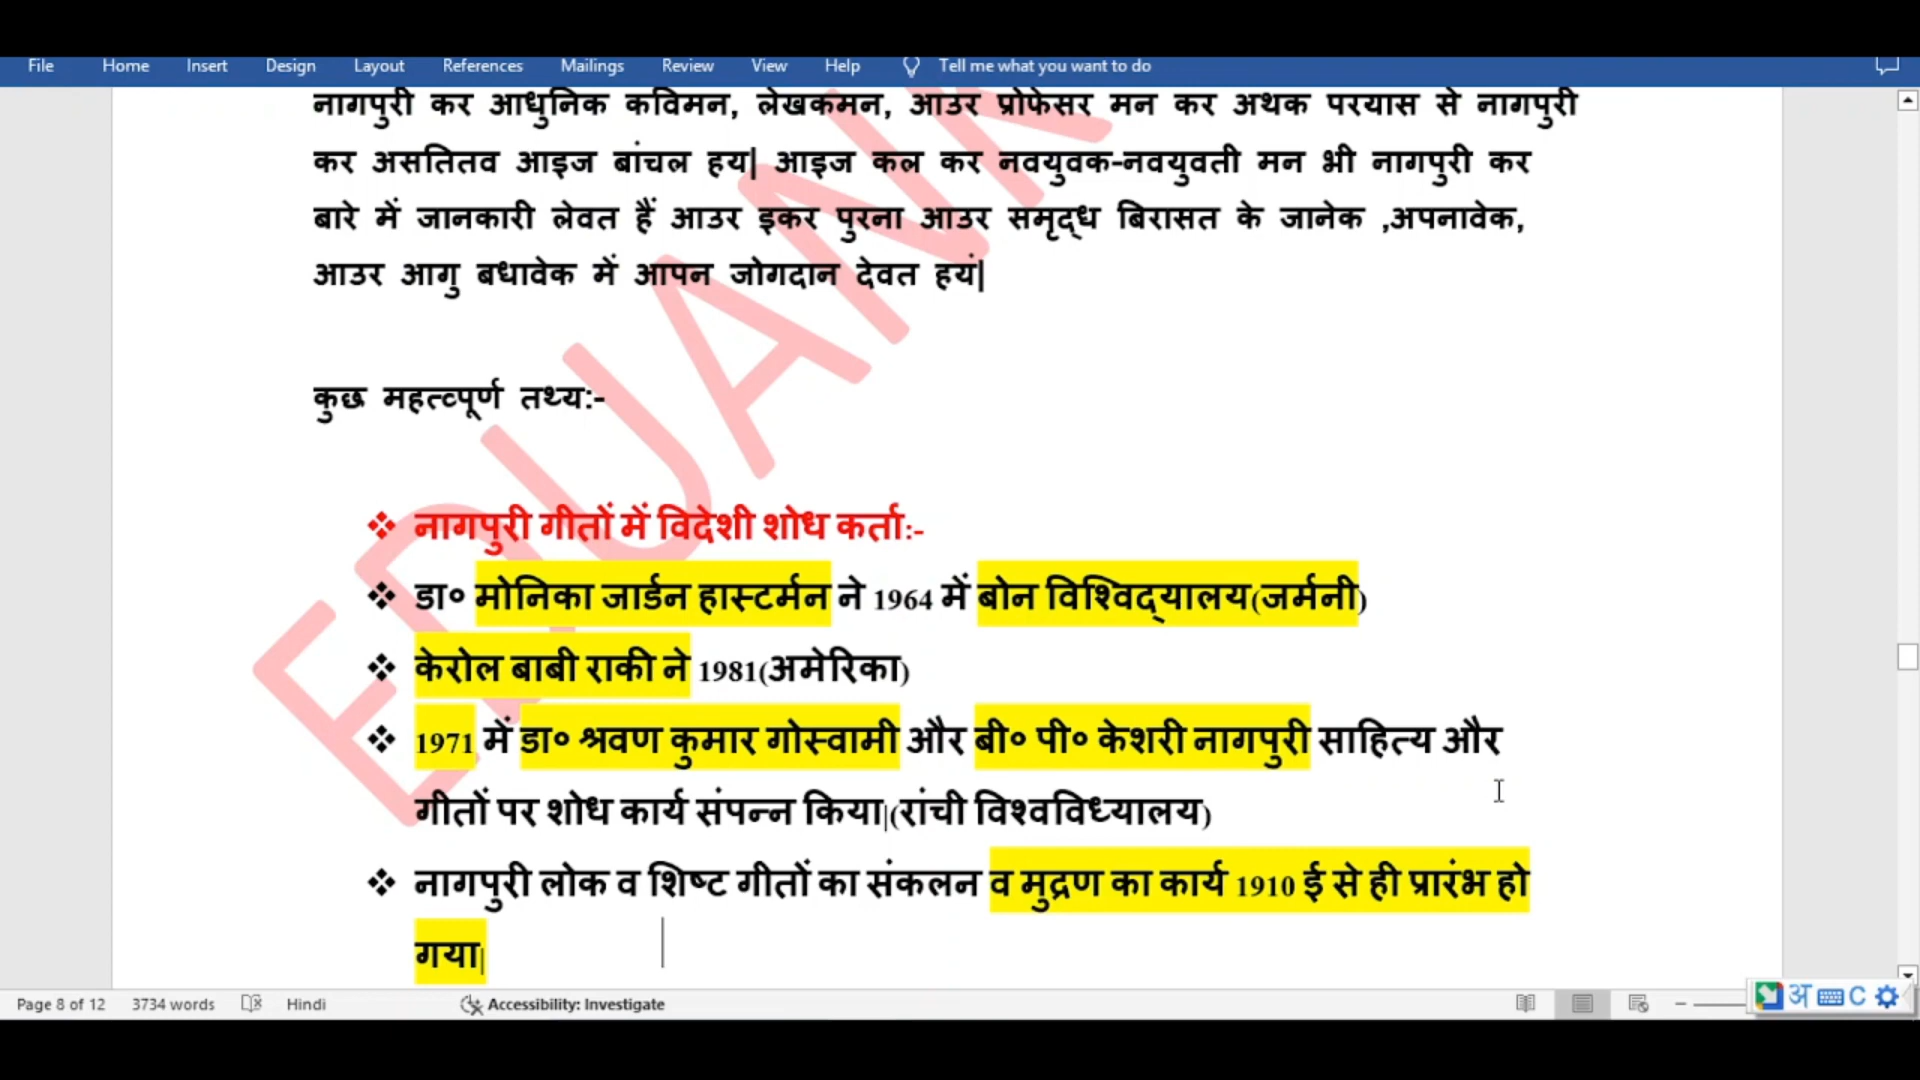 File Home Insert Design Layout References Mailings Review View Help Tell me what you want to do
नागपुरी कर आधुनिक कविमन, लेखकमन, आउर प्रोफेसर मन कर अथक परयास से नागपुरी
कर असतितव आइज बांचल हय| आइज कल कर नवयुवक-नवयुवती मन भी नागपुरी कर
बारे में जानकारी लेवत हैं आउर इकर पुरना आउर समृद्ध बिरासत के जानेक ,अपनावेक,
आउर आगु बधावेक में आपन जोगदान देवत हयं|
कुछ महत्व्पूर्ण तथ्य:-
❖ नागपुरी गीतों में विदेशी शोध कर्ता:-
❖ डा० मोनिका जार्डन हास्टर्मन ने 1964 में बोन विश्विद्यालय(जर्मनी)
❖ केरोल बाबी राकी ने 1981(अमेरिका)
❖ 1971 में डा० श्रवण कुमार गोस्वामी और बी० पी० केशरी नागपुरी साहित्य और
गीतों पर शोध कार्य संपन्न किया|(रांची विश्वविध्यालय)
❖ नागपुरी लोक व शिष्ट गीतों का संकलन व मुद्रण का कार्य 1910 ई से ही प्रारंभ हो
गया|
Page 8 of 12 3734 words Hindi Accessibility: Investigate अ C